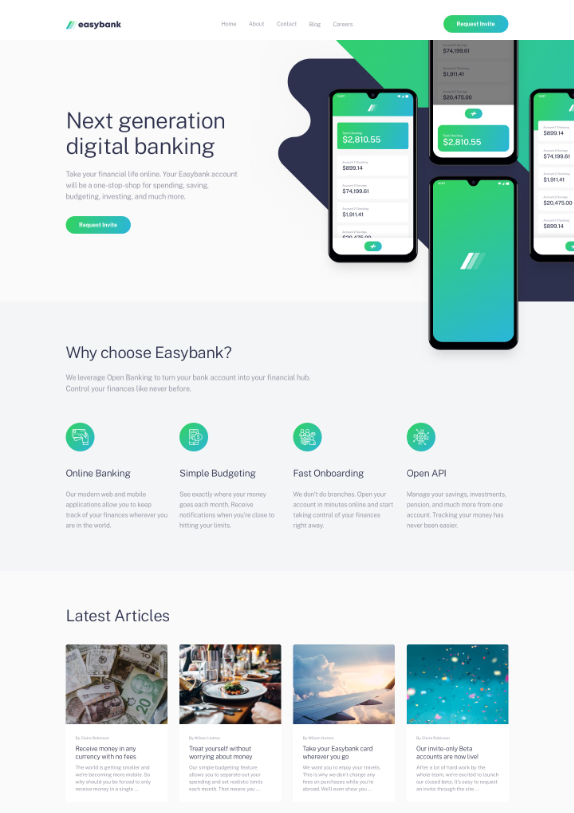 easybank
Home About Contact Blog Careers
Request Invite
Next generation
digital banking
Take your financial life online. Your Easybank account
will be a one-stop-shop for spending, saving,
budgeting, investing, and much more.
Request Invite
$2,810.55
$899.14
$74,199.61
$1,911.41
$20,475.00
$74,199.61
$1,911.41
$20,475.00
$2,810.55
$899.14
$74,199.61
$1,911.41
$20,475.00
$899.14
Why choose Easybank?
We leverage Open Banking to turn your bank account into your financial hub.
Control your finances like never before.
Online Banking
Our modern web and mobile
applications allow you to keep
track of your finances wherever you
are in the world.
Simple Budgeting
See exactly where your money
goes each month. Receive
notifications when you're close to
hitting your limits.
Fast Onboarding
We don't do branches. Open your
account in minutes online and start
taking control of your finances
right away.
Open API
Manage your savings, investments,
pension, and much more from one
account. Tracking your money has
never been easier.
Latest Articles
By Claire Robinson
Receive money in any
currency with no fees
The world is getting smaller and
we're becoming more mobile. So
why should you be forced to only
receive money in a single ...
By Wilson Hutton
Treat yourself without
worrying about money
Our simple budgeting feature
allows you to separate out your
spending and set realistic limits
each month. That means you ...
By Wilson Hutton
Take your Easybank card
wherever you go
We want you to enjoy your travels.
This is why we don't charge any
fees on purchases while you're
abroad. We'll even show you ...
By Claire Robinson
Our invite-only Beta
accounts are now live!
After a lot of hard work by the
whole team, we're excited to launch
our closed beta. It's easy to request
an invite through the site ...